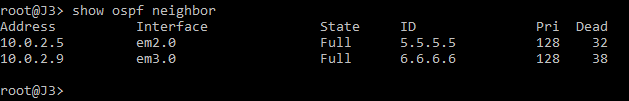 root@J3> show ospf neighbor
Address          Interface              State     ID               Pri  Dead
10.0.2.5         em2.0                  Full      5.5.5.5          128    32
10.0.2.9         em3.0                  Full      6.6.6.6          128    38
root@J3>